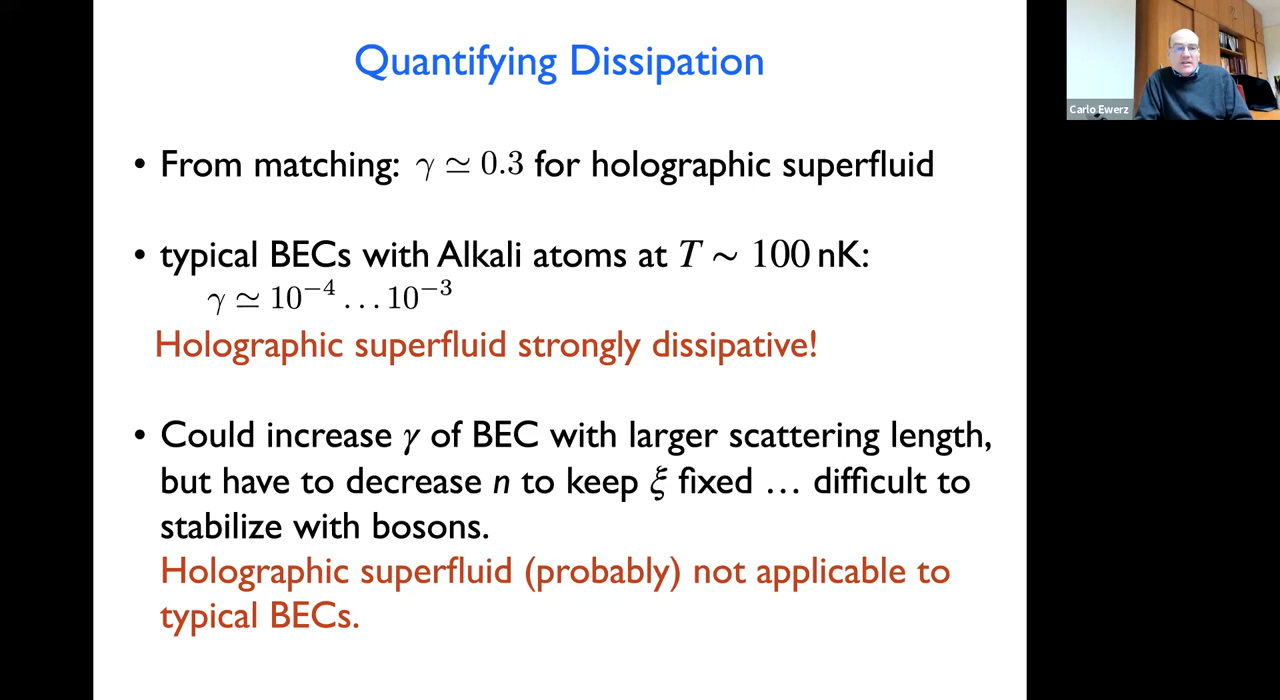 Quantifying Dissipation
• From matching: γ ≃ 0.3 for holographic superfluid
• typical BECs with Alkali atoms at T ∼ 100 nK:
γ ≃ 10⁻⁴ … 10⁻³
Holographic superfluid strongly dissipative!
• Could increase γ of BEC with larger scattering length,
but have to decrease n to keep ξ fixed … difficult to
stabilize with bosons.
Holographic superfluid (probably) not applicable to
typical BECs.
Carlo Ewerz